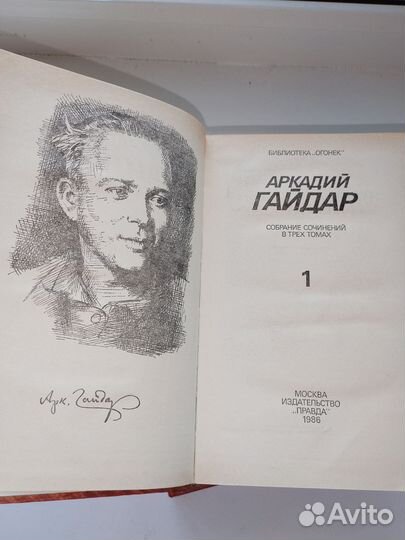 Арк. Гайдар
БИБЛИОТЕКА „ОГОНЕК"
АРКАДИЙ
ГАЙДАР
СОБРАНИЕ СОЧИНЕНИЙ
В ТРЕХ ТОМАХ
1
МОСКВА
ИЗДАТЕЛЬСТВО
„ПРАВДА"
1986
Avito